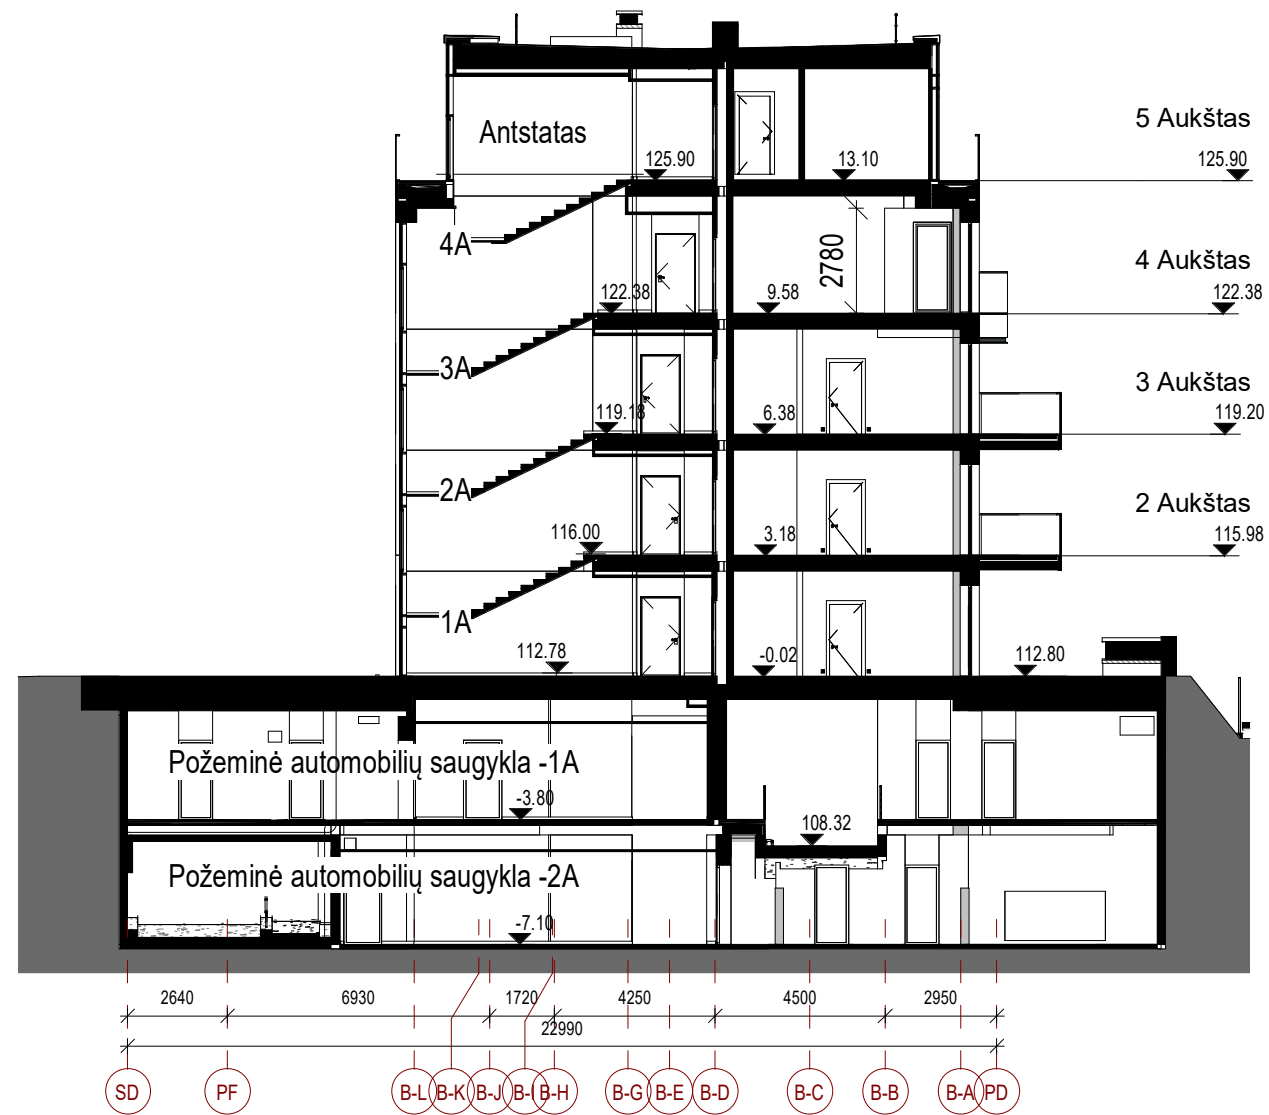 5 Aukštas
Antstatas
125.90
13.10
125.90
4A
2780
4 Aukštas
122.38
9.58
122.38
3A
3 Aukštas
119.18
6.38
119.20
2A
2 Aukštas
116.00
3.18
115.98
1A
112.78
-0.02
112.80
Požeminė automobilių saugykla -1A
-3.80
108.32
Požeminė automobilių saugykla -2A
-7.10
2640
6930
1720
4250
4500
2950
22990
SD
PF
B-L
B-K
B-J
B-I
B-H
B-G
B-E
B-D
B-C
B-B
B-A
PD